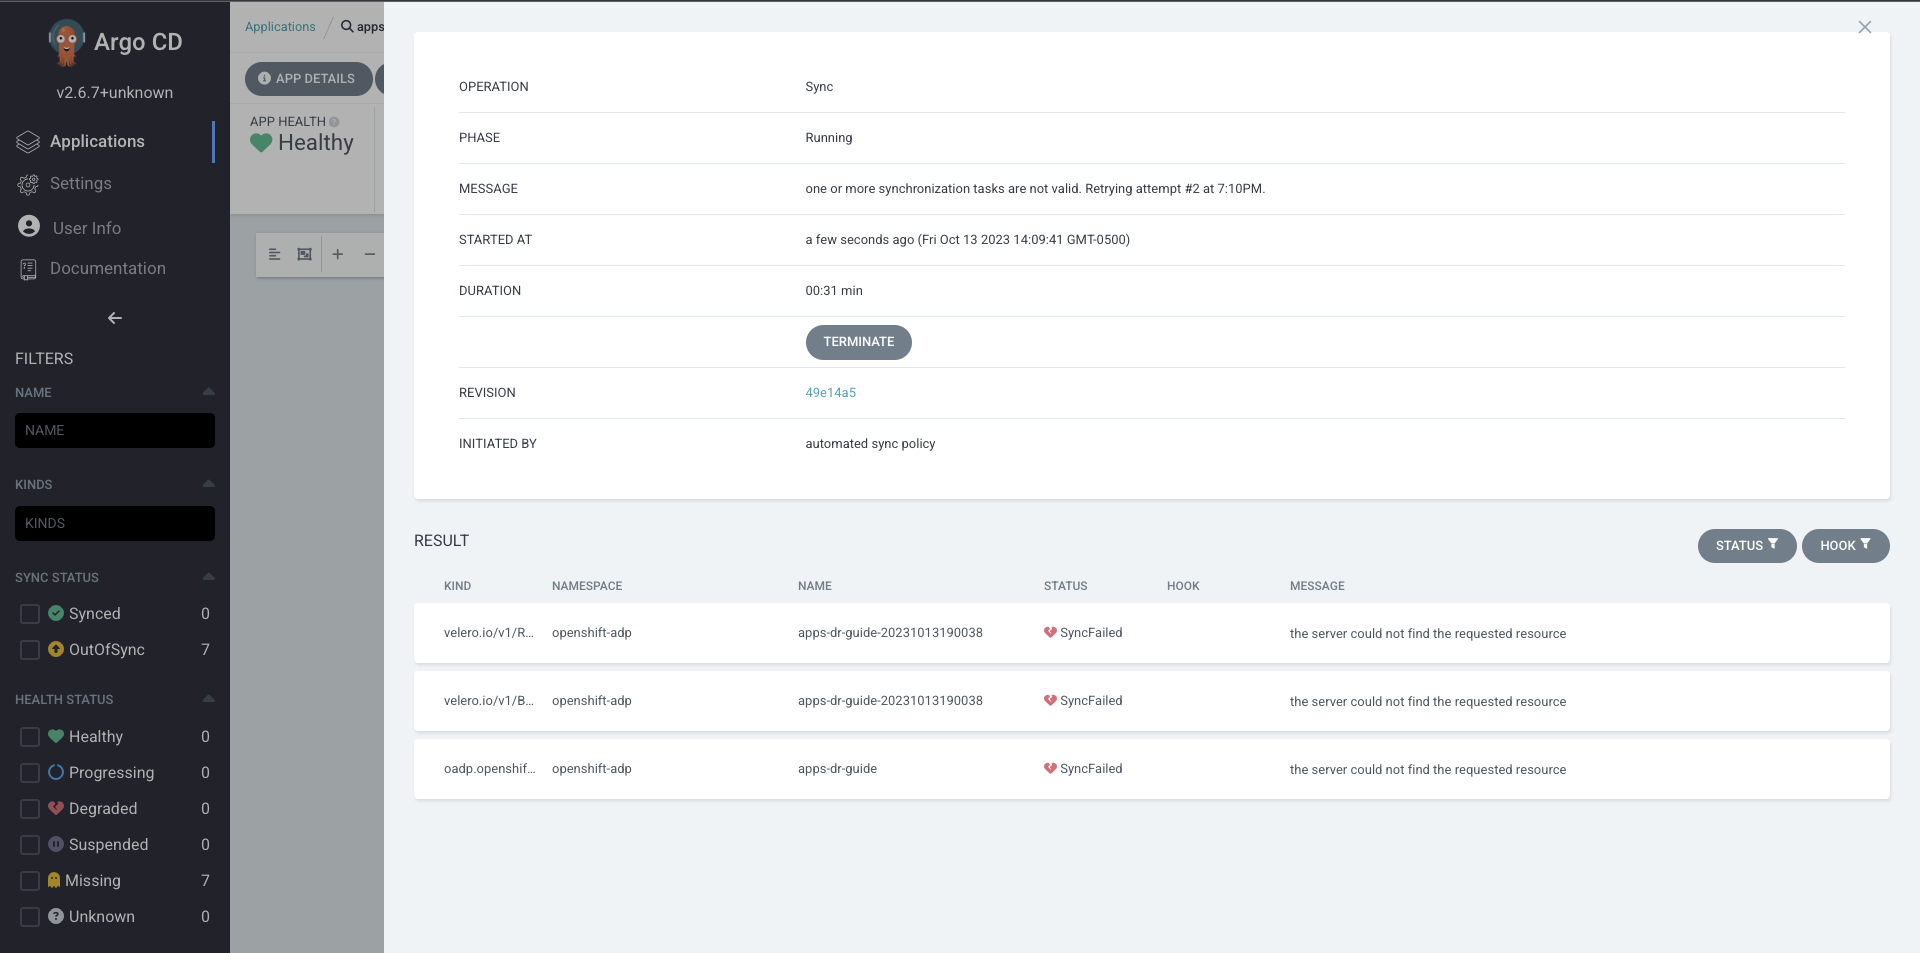 Argo CD
v2.6.7+unknown
Applications
Settings
User Info
Documentation
FILTERS
NAME
NAME
KINDS
KINDS
SYNC STATUS
Synced 0
OutOfSync 7
HEALTH STATUS
Healthy 0
Progressing 0
Degraded 0
Suspended 0
Missing 7
Unknown 0
Applications / apps
APP DETAILS
APP HEALTH
Healthy
OPERATION Sync
PHASE Running
MESSAGE one or more synchronization tasks are not valid. Retrying attempt #2 at 7:10PM.
STARTED AT a few seconds ago (Fri Oct 13 2023 14:09:41 GMT-0500)
DURATION 00:31 min
TERMINATE
REVISION 49e14a5
INITIATED BY automated sync policy
RESULT
STATUS HOOK
KIND NAMESPACE NAME STATUS HOOK MESSAGE
velero.io/v1/R... openshift-adp apps-dr-guide-20231013190038 SyncFailed the server could not find the requested resource
velero.io/v1/B... openshift-adp apps-dr-guide-20231013190038 SyncFailed the server could not find the requested resource
oadp.openshif... openshift-adp apps-dr-guide SyncFailed the server could not find the requested resource